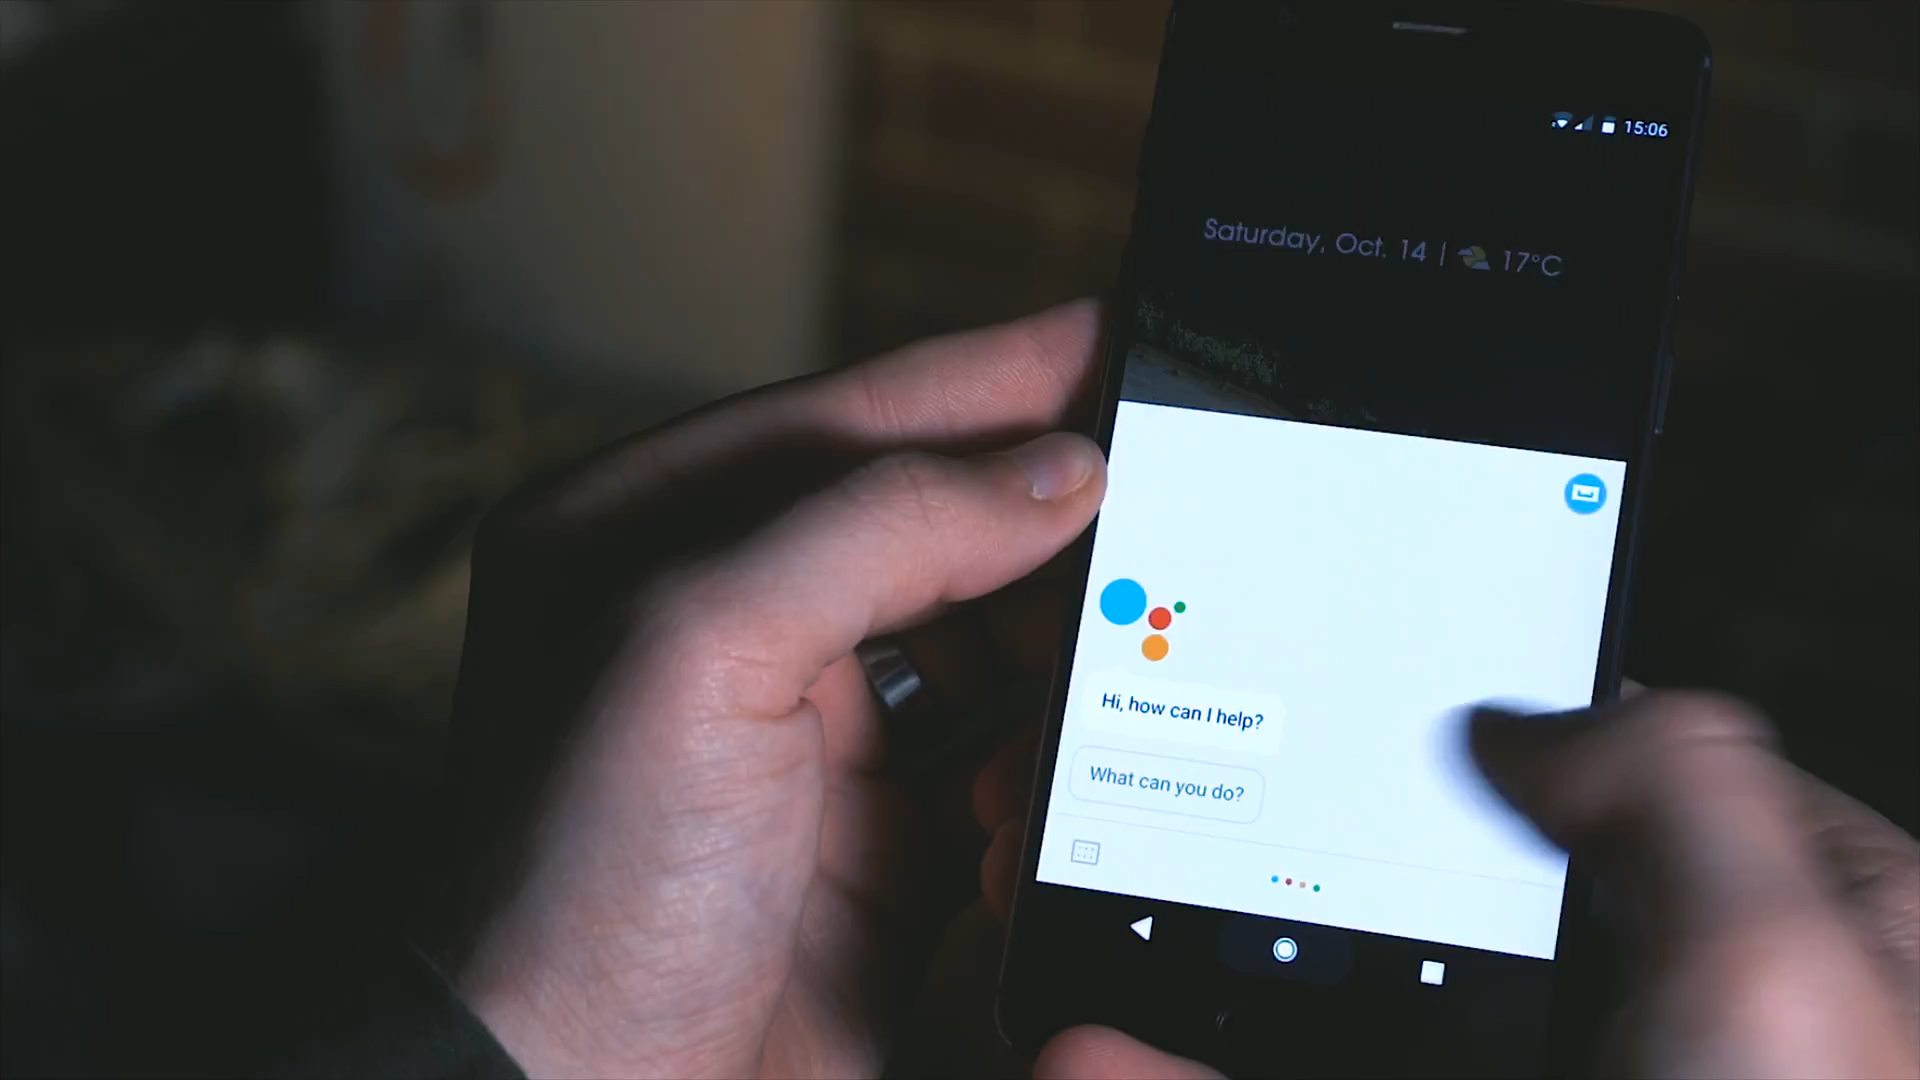 15:06
Saturday, Oct. 14 | 17°C
Hi, how can I help?
What can you do?